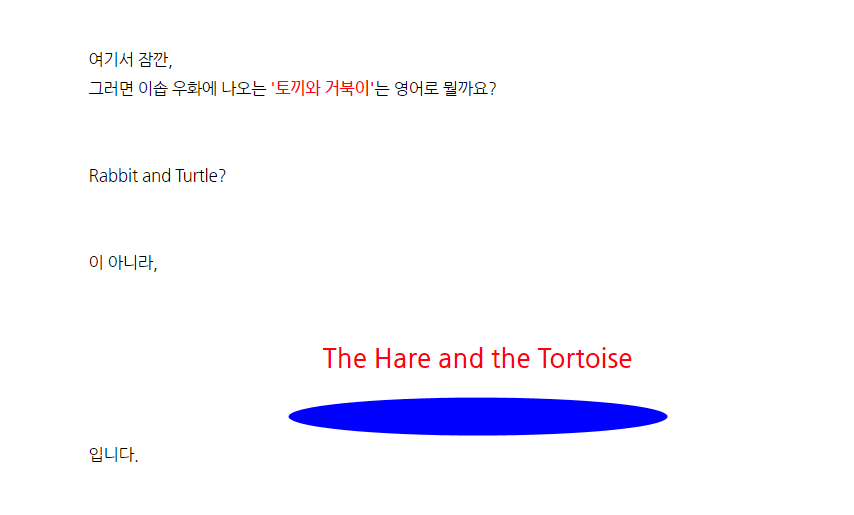 여기서 잠깐,
그러면 이솝 우화에 나오는 '토끼와 거북이'는 영어로 뭘까요?
Rabbit and Turtle?
이 아니라,
The Hare and the Tortoise
입니다.